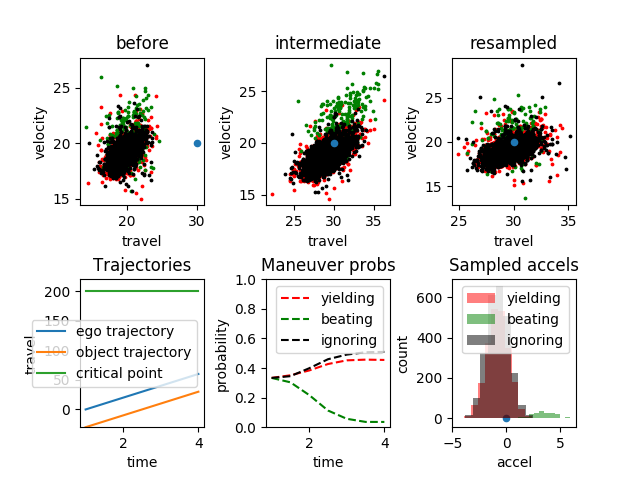 before
intermediate
resampled
velocity
25
20
15
20
30
travel
velocity
25
20
15
25
30
35
travel
velocity
25
20
15
25
30
35
travel
Trajectories
Maneuver probs
Sampled accels
travel
200
150
100
50
0
ego trajectory
object trajectory
critical point
2
4
time
probability
1.0
0.8
0.6
0.4
0.2
0.0
yielding
beating
ignoring
2
4
time
count
600
400
200
0
yielding
beating
ignoring
−5
0
5
accel